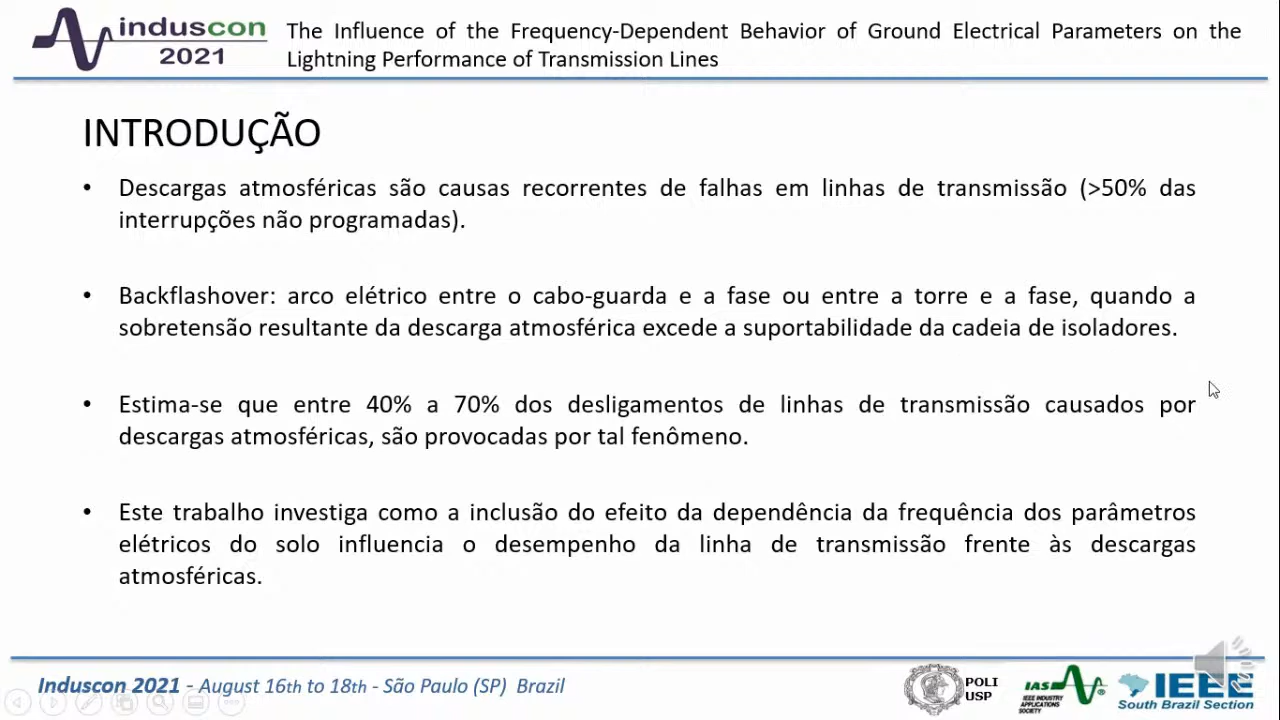 induscon
2021
The Influence of the Frequency-Dependent Behavior of Ground Electrical Parameters on the
Lightning Performance of Transmission Lines
INTRODUÇÃO
• Descargas atmosféricas são causas recorrentes de falhas em linhas de transmissão (>50% das
interrupções não programadas).
• Backflashover: arco elétrico entre o cabo-guarda e a fase ou entre a torre e a fase, quando a
sobretensão resultante da descarga atmosférica excede a suportabilidade da cadeia de isoladores.
• Estima-se que entre 40% a 70% dos desligamentos de linhas de transmissão causados por
descargas atmosféricas, são provocadas por tal fenômeno.
• Este trabalho investiga como a inclusão do efeito da dependência da frequência dos parâmetros
elétricos do solo influencia o desempenho da linha de transmissão frente às descargas
atmosféricas.
Induscon 2021 - August 16th to 18th - São Paulo (SP) Brazil
POLI
USP
IAS
IEEE INDUSTRY
APPLICATIONS
SOCIETY
IEEE
South Brazil Section